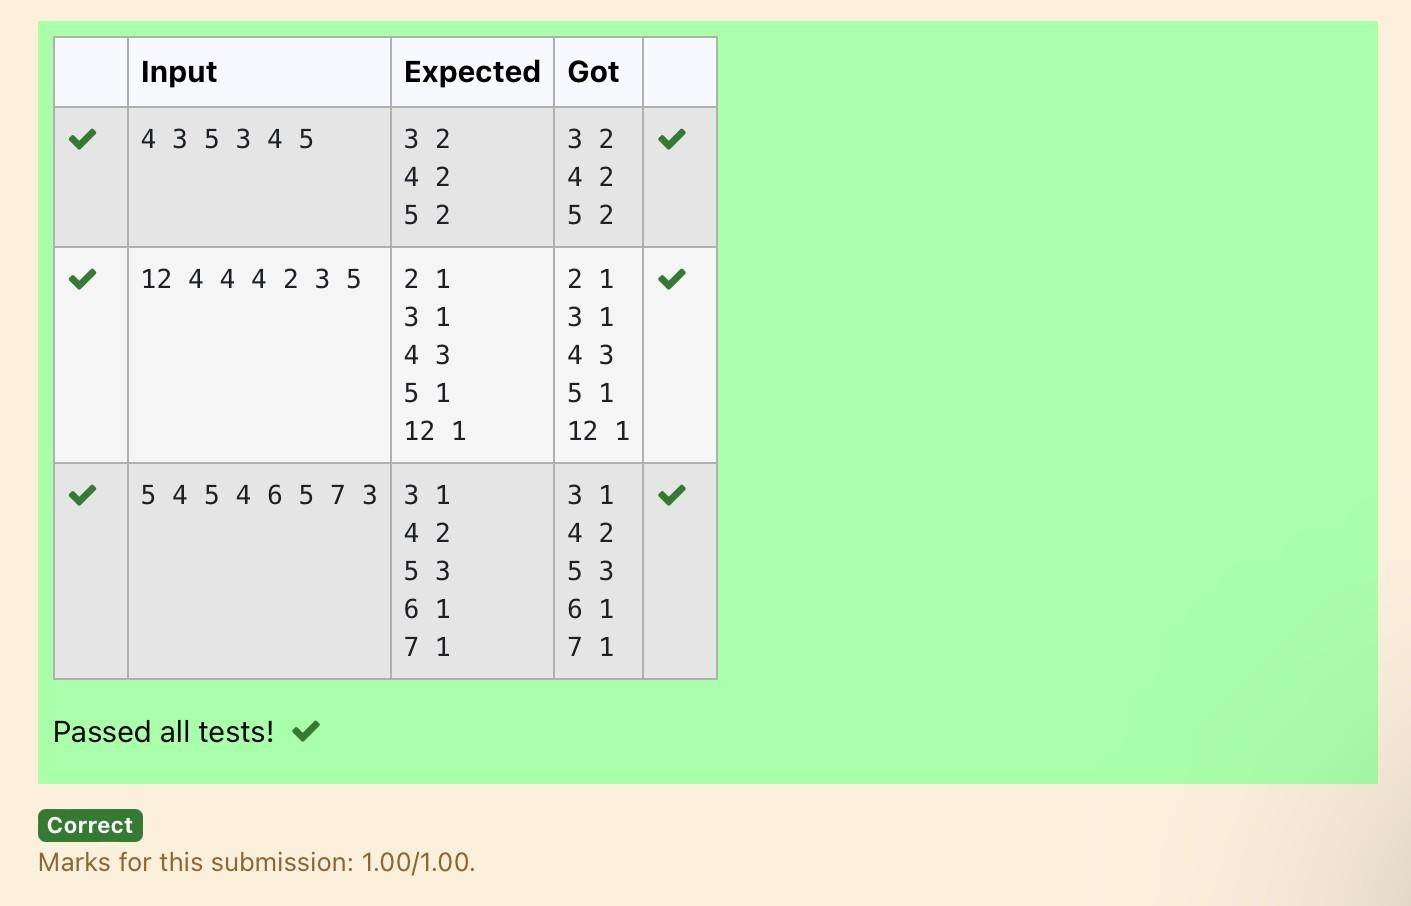 Input Expected Got
4 3 5 3 4 5 3 2 3 2
4 2 4 2
5 2 5 2
12 4 4 4 2 3 5 2 1 2 1
3 1 3 1
4 3 4 3
5 1 5 1
12 1 12 1
5 4 5 4 6 5 7 3 3 1 3 1
4 2 4 2
5 3 5 3
6 1 6 1
7 1 7 1
Passed all tests!
Correct
Marks for this submission: 1.00/1.00.